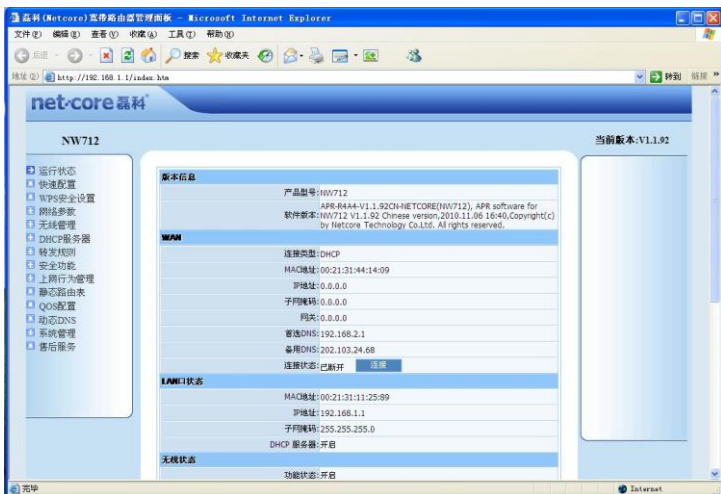 磊科(Netcore)宽带路由器管理面板 - Microsoft Internet Explorer
文件(F) 编辑(E) 查看(V) 收藏(A) 工具(T) 帮助(H)
后退 搜索 收藏夹
地址(D) http://192.168.1.1/index.htm 转到 链接 »
net·core磊科
NW712
当前版本:V1.1.92
运行状态
快速配置
WPS安全设置
网络参数
无线管理
DHCP服务器
转发规则
安全功能
上网行为管理
静态路由表
QOS配置
动态DNS
系统管理
售后服务
版本信息
产品型号:NW712
软件版本:APR-R4A4-V1.1.92CN-NETCORE(NW712), APR software for
NW712 V1.1.92 Chinese version,2010.11.06 16:40,Copyright(c)
by Netcore Technology Co.Ltd. All rights reserved.
WAN
连接类型:DHCP
MAC地址:00:21:31:44:14:09
IP地址:0.0.0.0
子网掩码:0.0.0.0
网关:0.0.0.0
首选DNS:192.168.2.1
备用DNS:202.103.24.68
连接状态:已断开 连接
LAN口状态
MAC地址:00:21:31:11:25:89
IP地址:192.168.1.1
子网掩码:255.255.255.0
DHCP 服务器:开启
无线状态
功能状态:开启
完毕 Internet